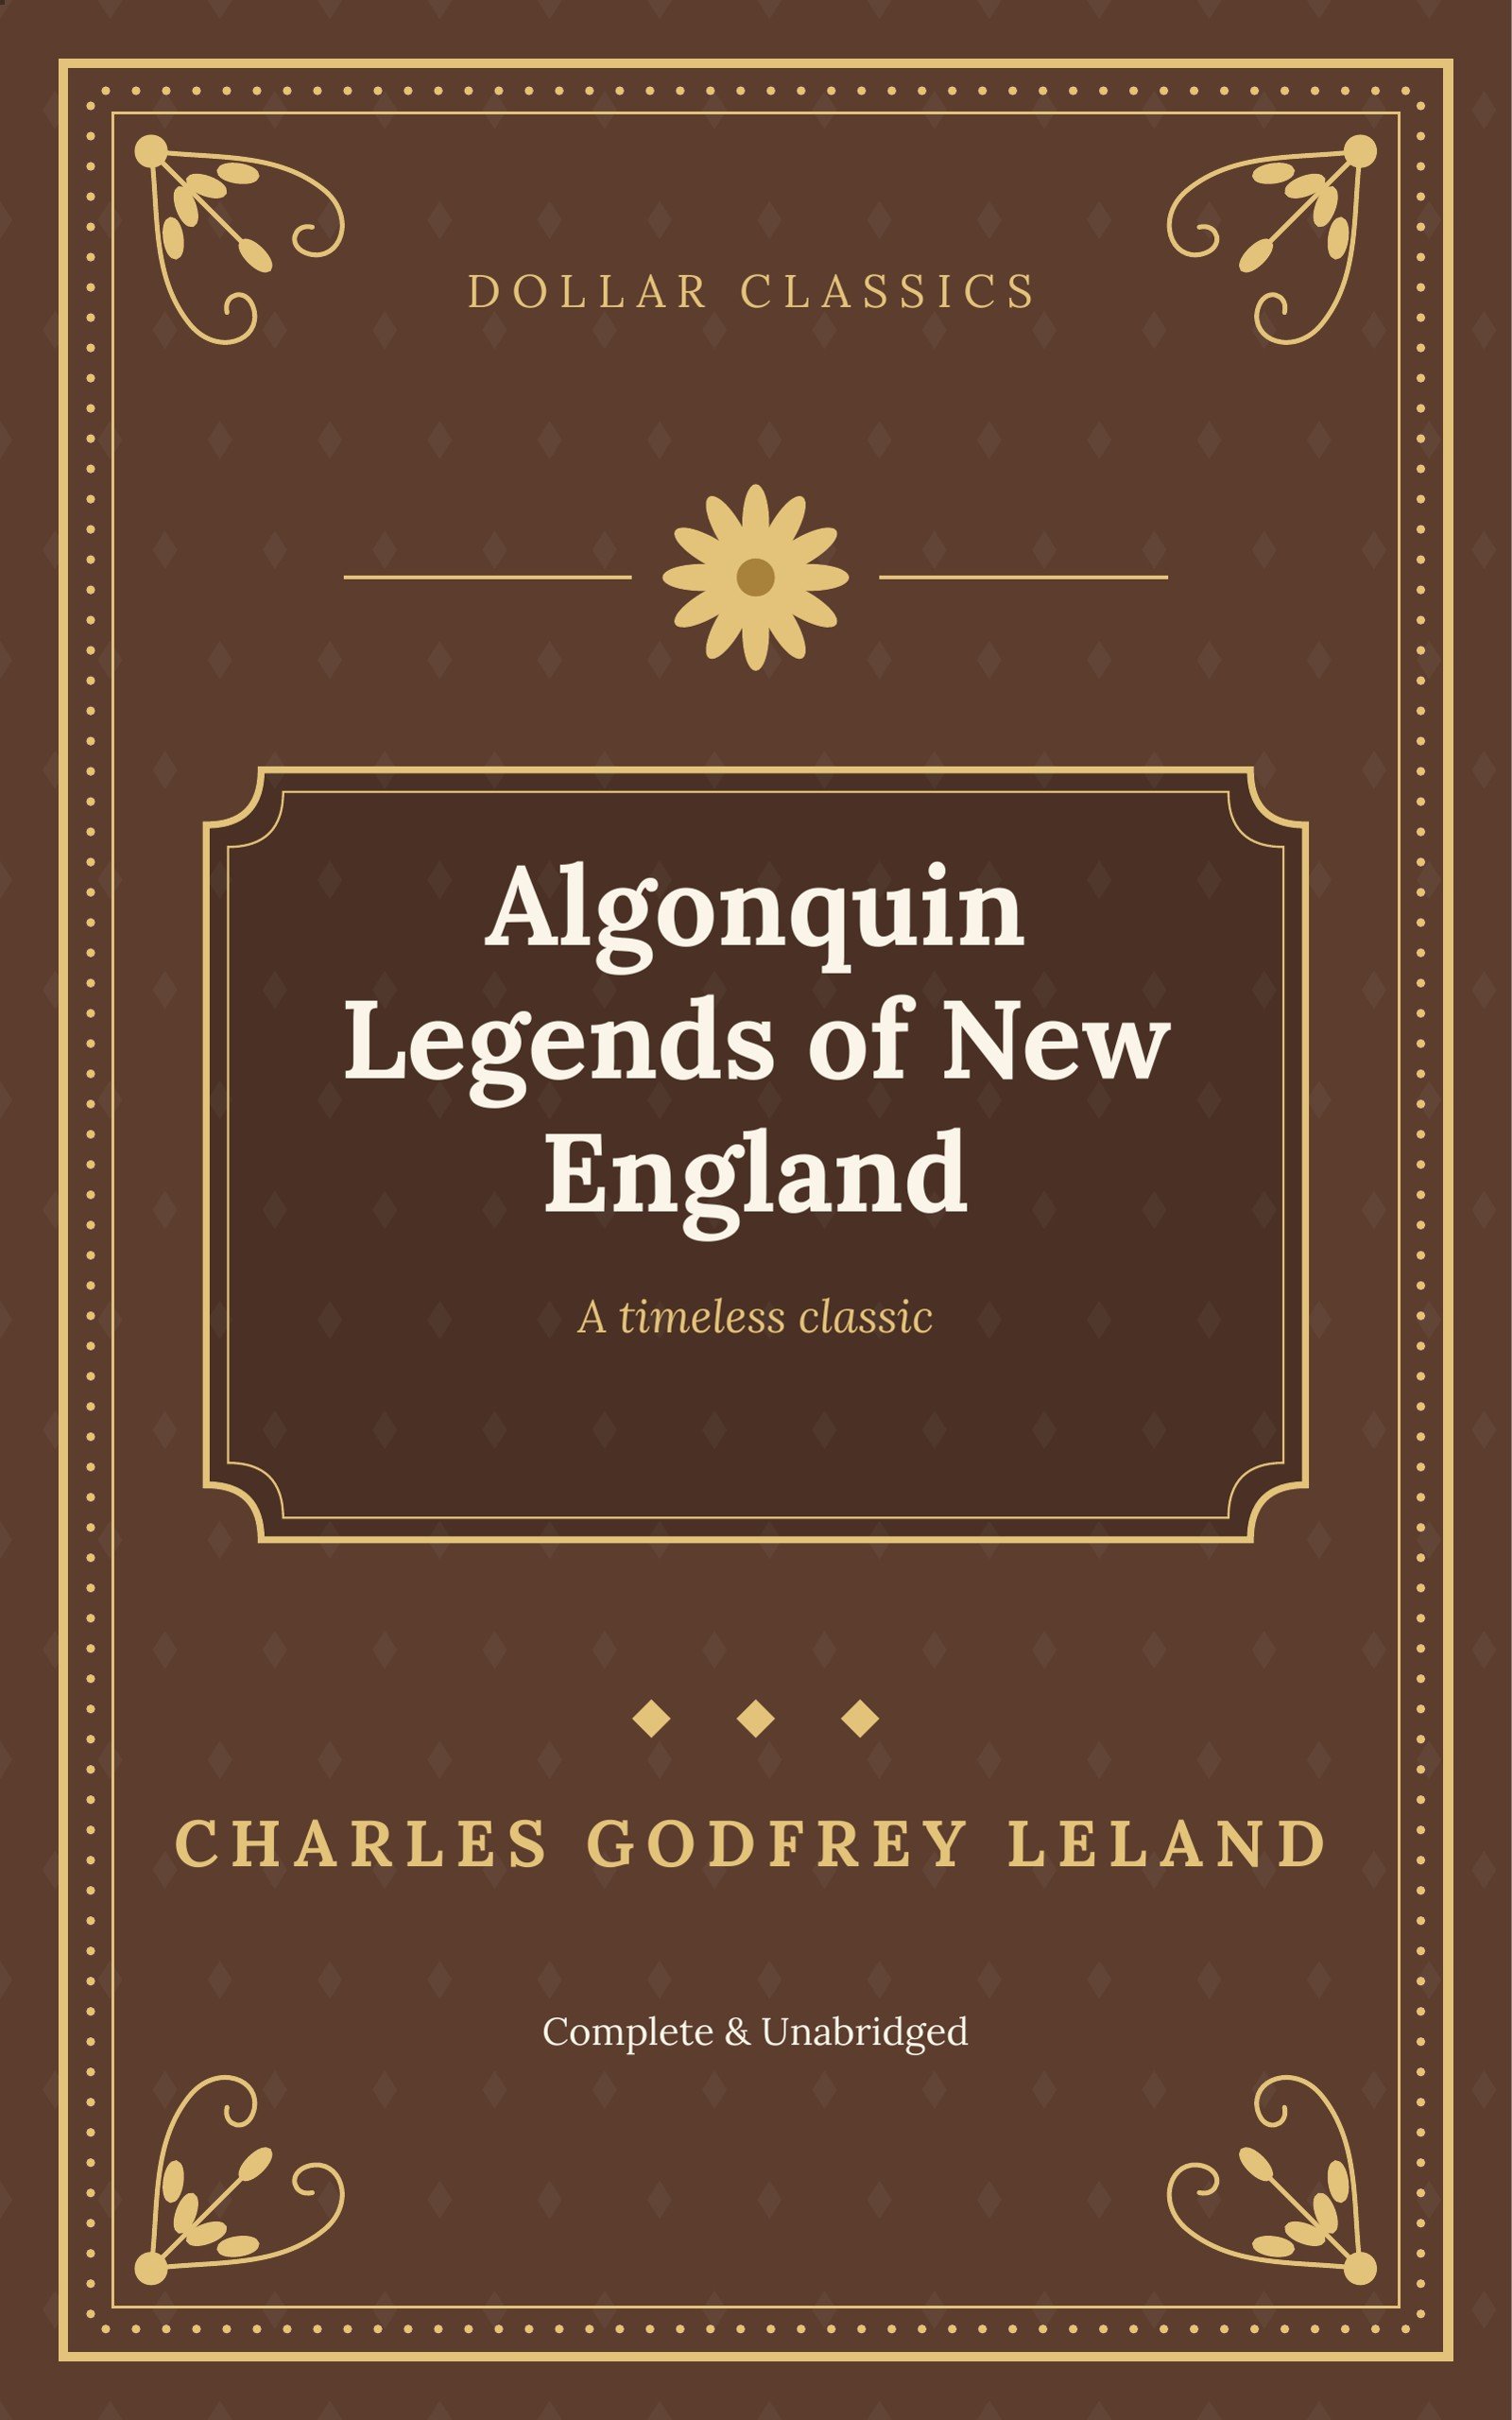 DOLLAR CLASSICS
Algonquin
Legends of New
England
A timeless classic
CHARLES GODFREY LELAND
Complete & Unabridged